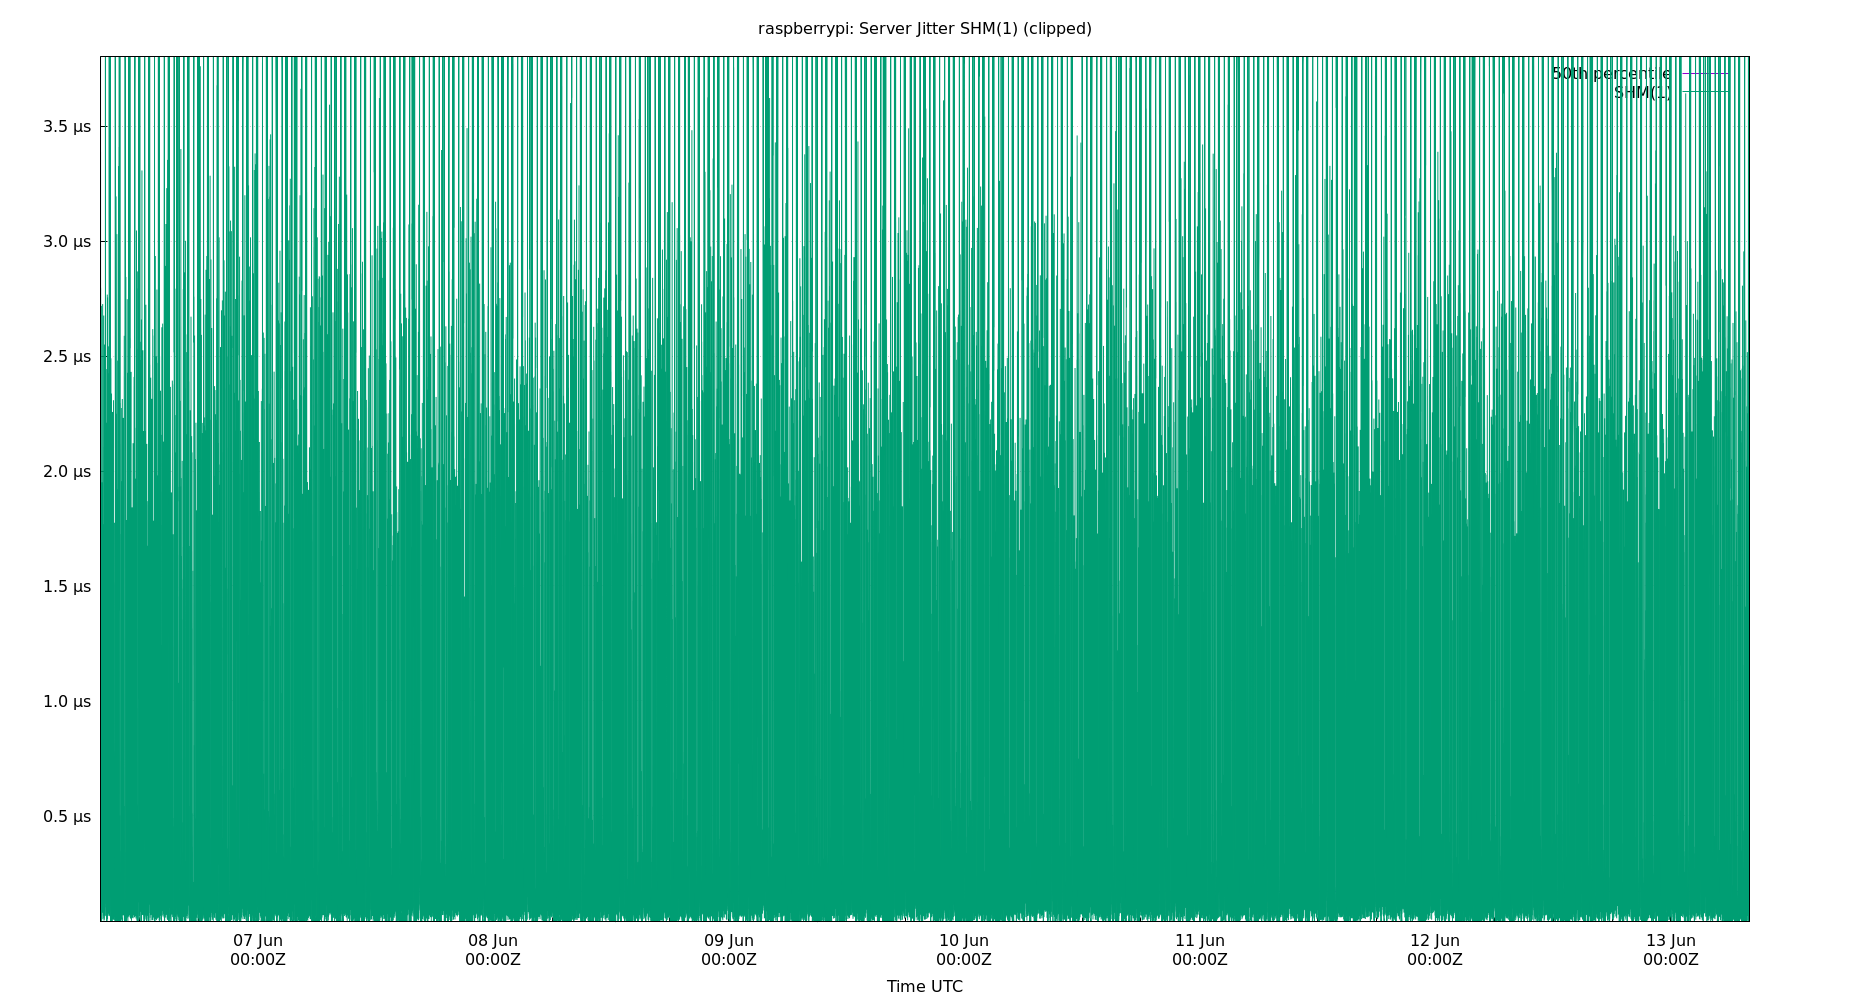 raspberrypi: Server Jitter SHM(1) (clipped)
50th percentile
SHM(1)
3.5 µs
3.0 µs
2.5 µs
2.0 µs
1.5 µs
1.0 µs
0.5 µs
07 Jun 08 Jun 09 Jun 10 Jun 11 Jun 12 Jun 13 Jun
00:00Z 00:00Z 00:00Z 00:00Z 00:00Z 00:00Z 00:00Z
Time UTC